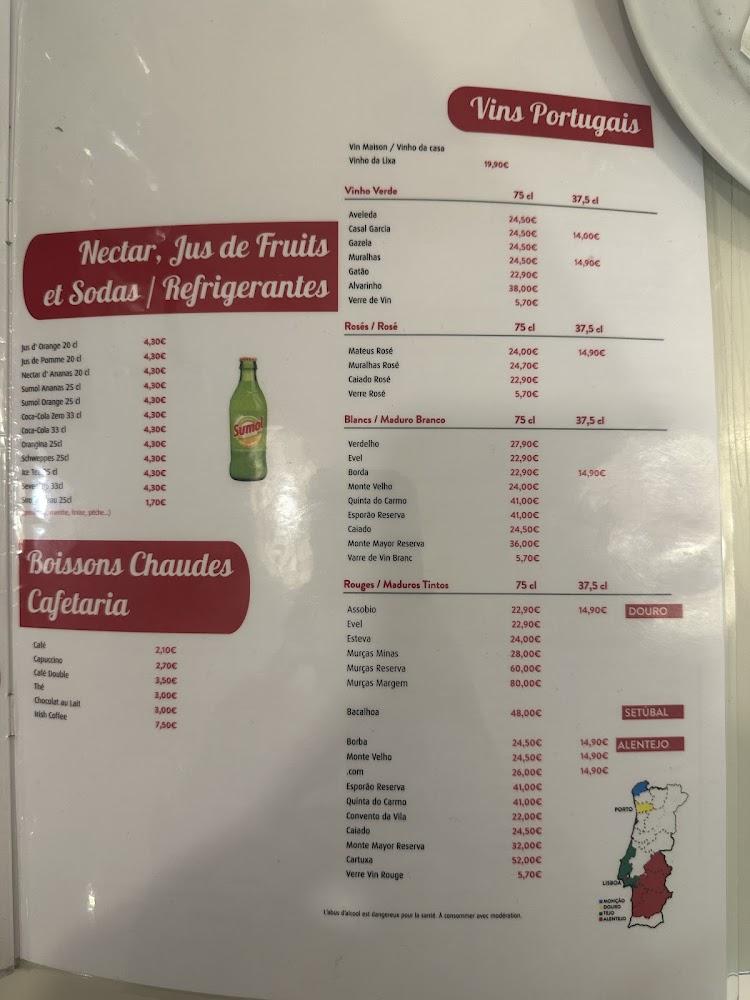 Nectar, Jus de Fruits
et Sodas / Refrigerantes
Jus d' Orange 20 cl 4,30€
Jus de Pomme 20 cl 4,30€
Nectar d' Ananas 20 cl 4,30€
Sumol Ananas 25 cl 4,30€
Sumol Orange 25 cl 4,30€
Coca-Cola Zero 33 cl 4,30€
Coca-Cola 33 cl 4,30€
Orangina 25cl 4,30€
Schweppes 25cl 4,30€
Ice Tea 25 cl 4,30€
33cl 4,30€
25cl 1,70€
menthe, fraise, pêche...)
Sumol
Boissons Chaudes
Cafetaria
Café 2,10€
Capuccino 2,70€
Café Double 3,50€
Thé 3,00€
Chocolat au Lait 3,00€
Irish Coffee 7,50€
Vins Portugais
Vin Maison / Vinho da casa
Vinho da Lixa 19,90€
Vinho Verde 75 cl 37,5 cl
Aveleda 24,50€
Casal Garcia 24,50€ 14,00€
Gazela 24,50€
Muralhas 24,50€ 14,90€
Gatão 22,90€
Alvarinho 38,00€
Verre de Vin 5,70€
Rosés / Rosé 75 cl 37,5 cl
Mateus Rosé 24,00€ 14,90€
Muralhas Rosé 24,70€
Caiado Rosé 22,90€
Verre Rosé 5,70€
Blancs / Maduro Branco 75 cl 37,5 cl
Verdelho 27,90€
Evel 22,90€
Borda 22,90€ 14,90€
Monte Velho 24,00€
Quinta do Carmo 41,00€
Esporão Reserva 41,00€
Caiado 24,50€
Monte Mayor Reserva 36,00€
Varre de Vin Branc 5,70€
Rouges / Maduros Tintos 75 cl 37,5 cl
Assobio 22,90€ 14,90€ DOURO
Evel 22,90€
Esteva 24,00€
Murças Minas 28,00€
Murças Reserva 60,00€
Murças Margem 80,00€
Bacalhoa 48,00€ SETÚBAL
Borba 24,50€ 14,90€ ALENTEJO
Monte Velho 24,50€ 14,90€
.com 26,00€ 14,90€
Esporão Reserva 41,00€
Quinta do Carmo 41,00€
Convento da Vila 22,00€
Caiado 24,50€
Monte Mayor Reserva 32,00€
Cartuxa 52,00€
Verre Vin Rouge 5,70€
PORTO
LISBOA
MONÇÃO
DOURO
TEJO
ALENTEJO
L'abus d'alcool est dangereux pour la santé. À consommer avec modération.